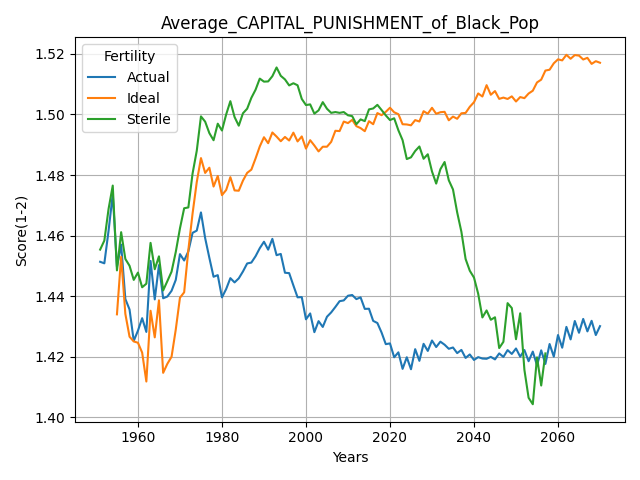 Average_CAPITAL_PUNISHMENT_of_Black_Pop
Fertility
Actual
Ideal
Sterile
Score(1-2)
1.52
1.50
1.48
1.46
1.44
1.42
1.40
1960 1980 2000 2020 2040 2060
Years